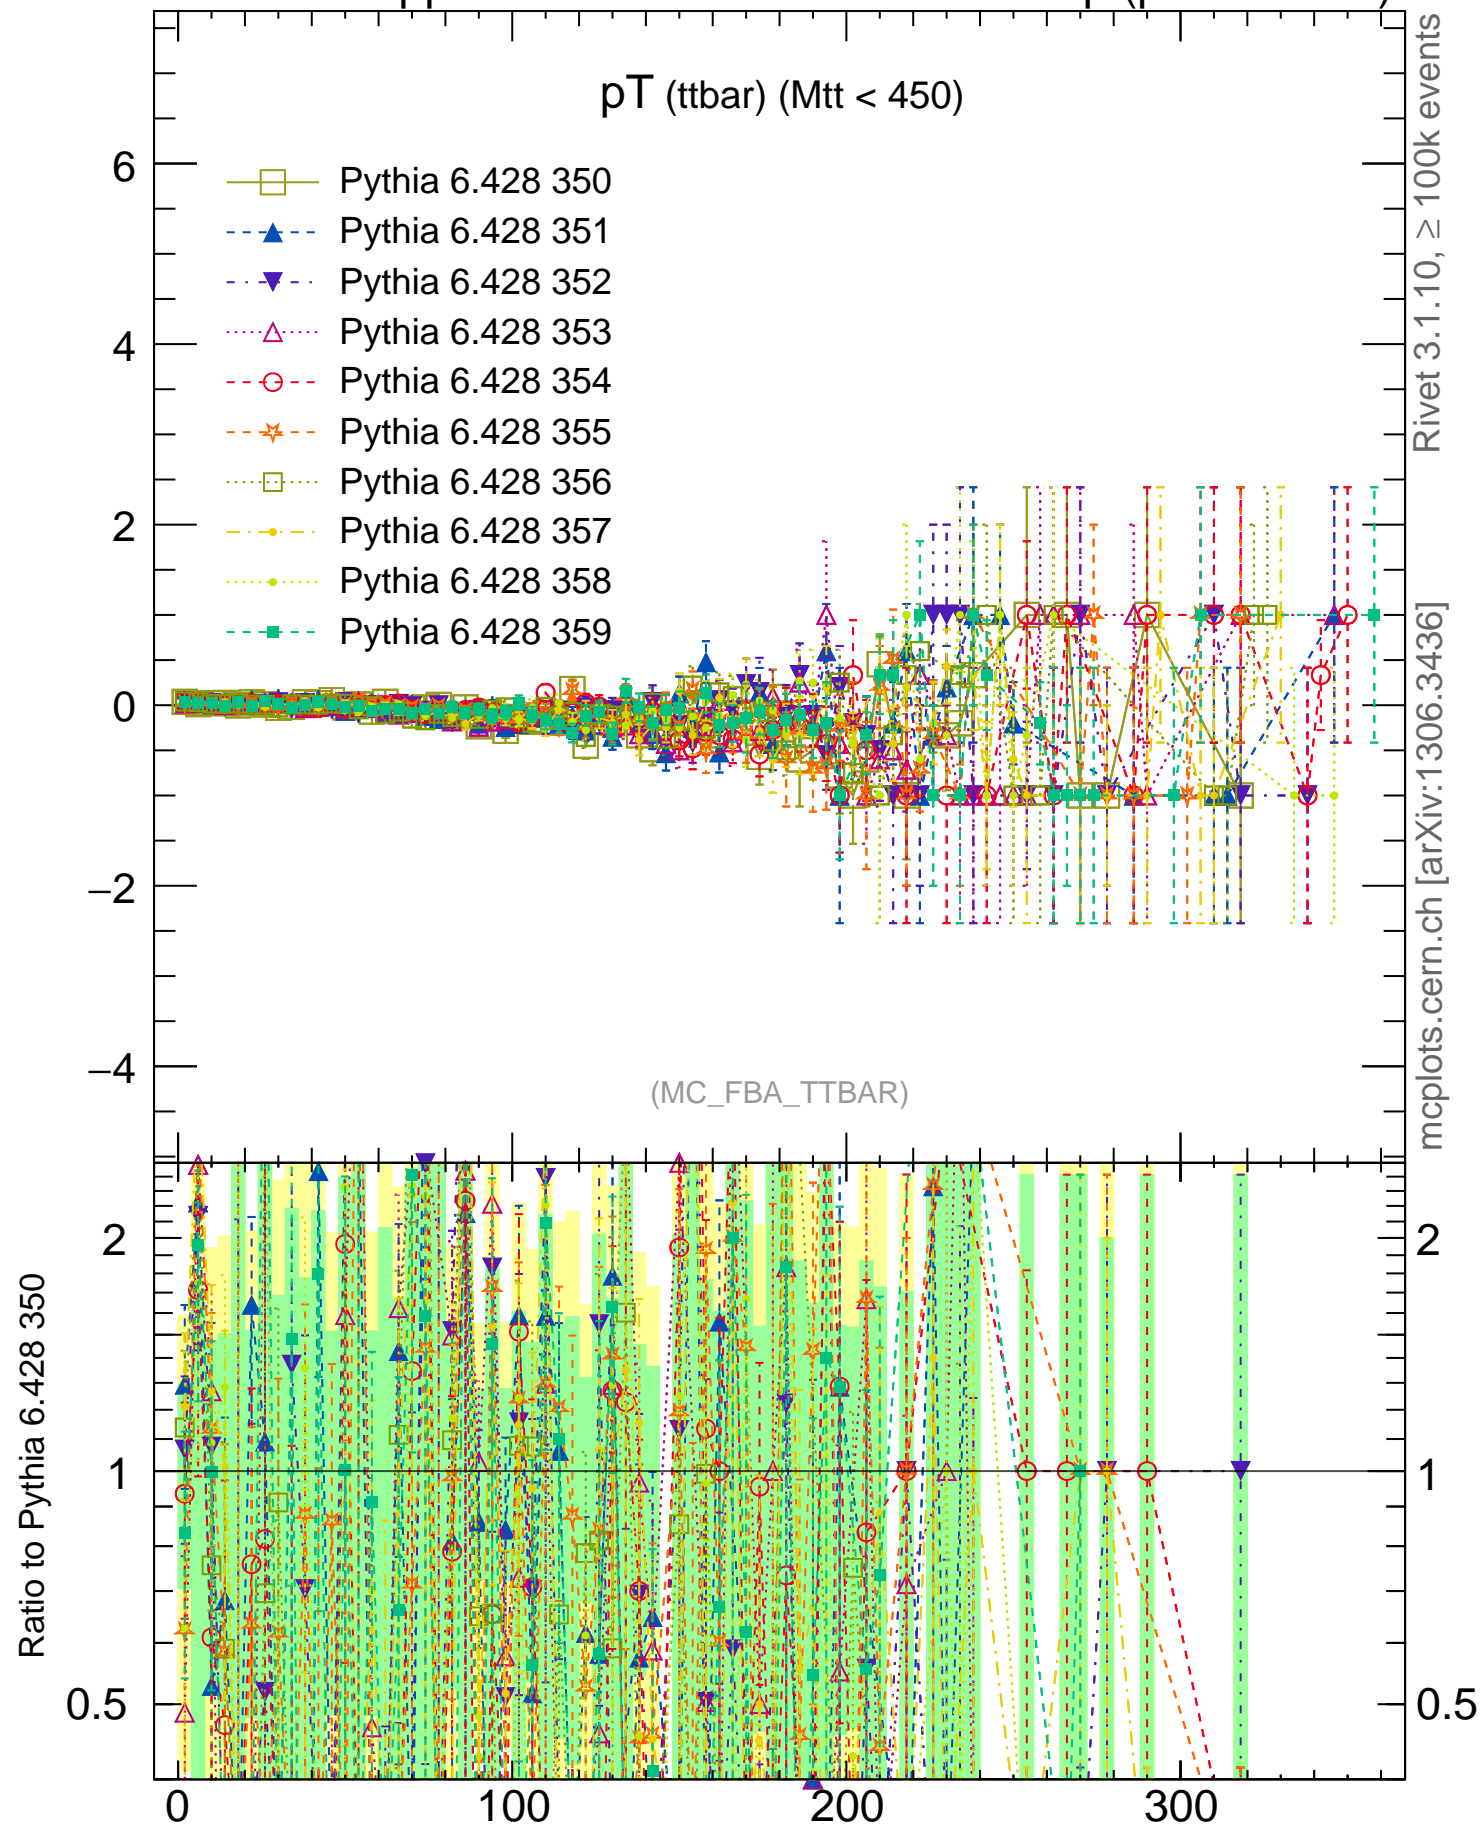 pT (ttbar) (Mtt < 450)
6
4
2
0
−2
−4
Pythia 6.428 350
Pythia 6.428 351
Pythia 6.428 352
Pythia 6.428 353
Pythia 6.428 354
Pythia 6.428 355
Pythia 6.428 356
Pythia 6.428 357
Pythia 6.428 358
Pythia 6.428 359
(MC_FBA_TTBAR)
Rivet 3.1.10, ≥ 100k events
mcplots.cern.ch [arXiv:1306.3436]
Ratio to Pythia 6.428 350
2
1
0.5
2
1
0.5
0
100
200
300